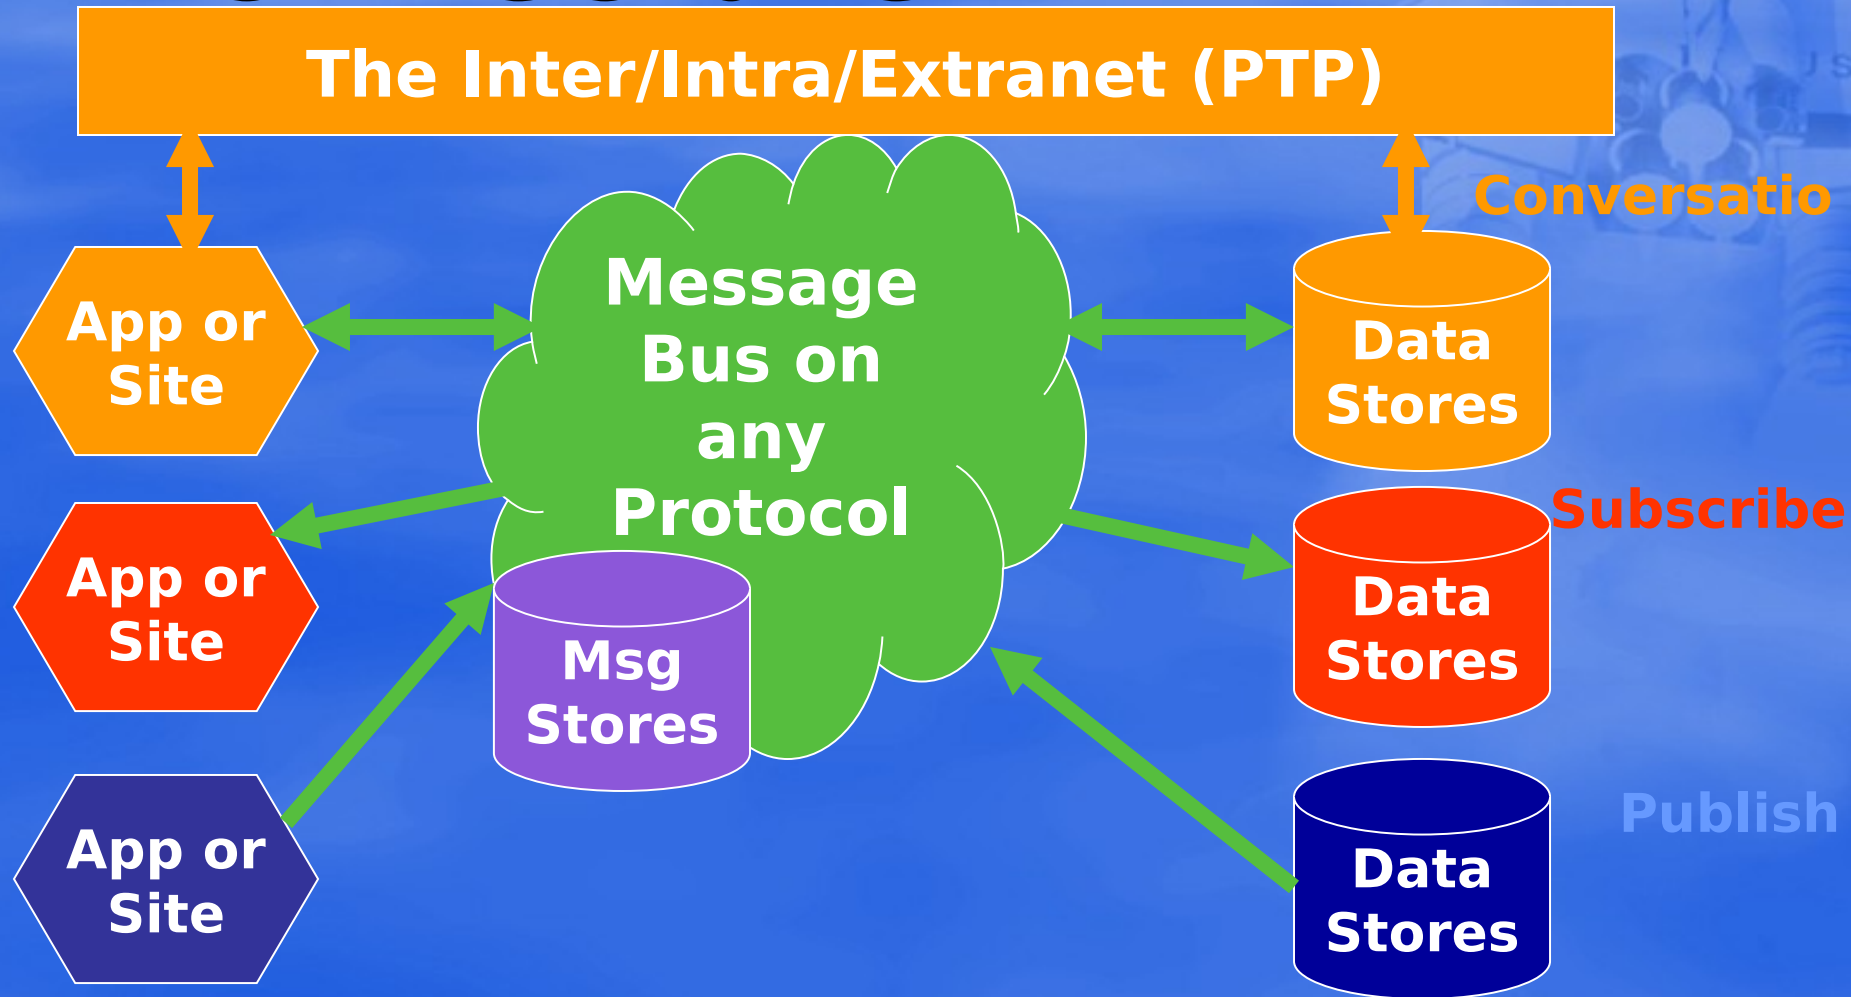 The Inter/Intra/Extranet (PTP)
Conversatio
App or
Site
Message
Bus on
any
Protocol
Data
Stores
Subscribe
App or
Site
Data
Stores
Msg
Stores
Publish
App or
Site
Data
Stores